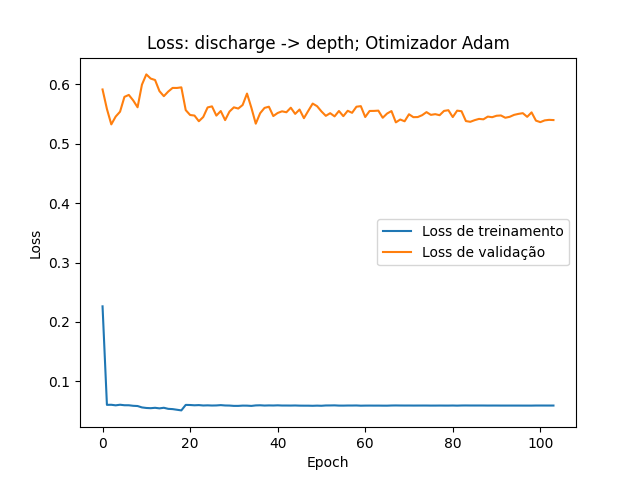 Loss: discharge -> depth; Otimizador Adam
0.6
0.5
0.4
0.3
0.2
0.1
Loss
Loss de treinamento
Loss de validação
0
20
40
60
80
100
Epoch